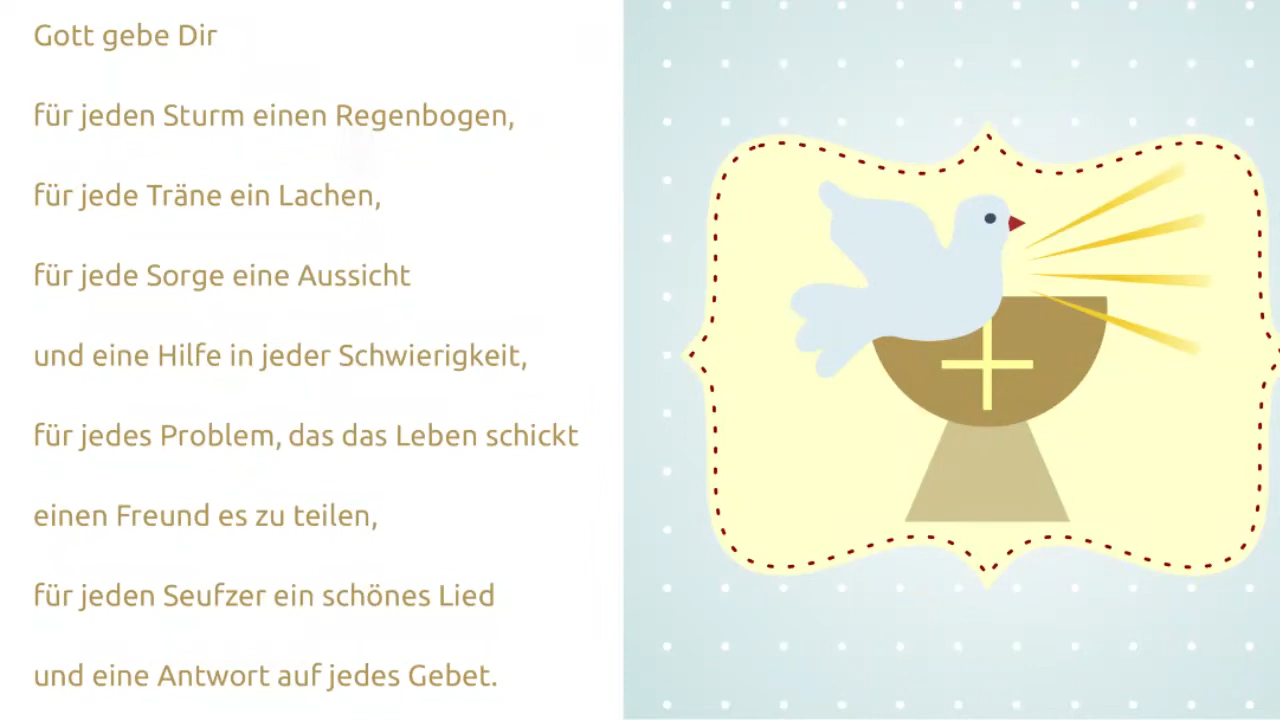 Gott gebe Dir
für jeden Sturm einen Regenbogen,
für jede Träne ein Lachen,
für jede Sorge eine Aussicht
und eine Hilfe in jeder Schwierigkeit,
für jedes Problem, das das Leben schickt
einen Freund es zu teilen,
für jeden Seufzer ein schönes Lied
und eine Antwort auf jedes Gebet.